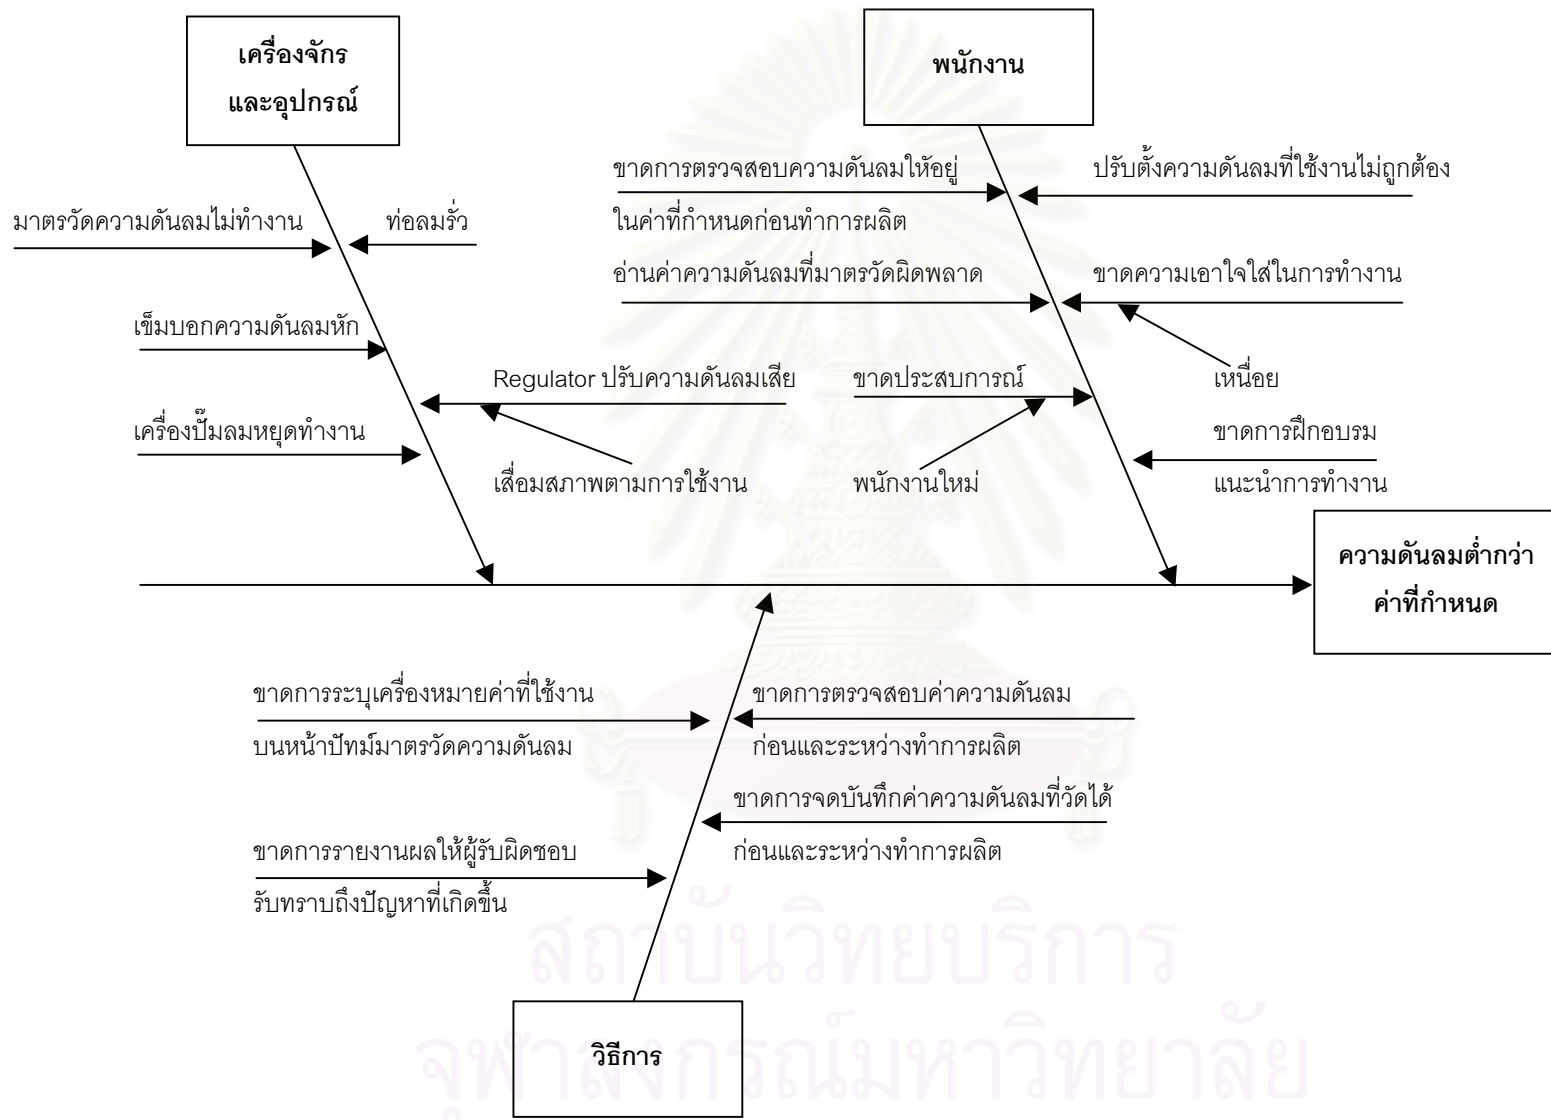 เครื่องจักร
และอุปกรณ์
พนักงาน
ขาดการตรวจสอบความดันลมให้อยู่
ในค่าที่กำหนดก่อนทำการผลิต
ปรับตั้งความดันลมที่ใช้งานไม่ถูกต้อง
มาตรวัดความดันลมไม่ทำงาน
ท่อลมรั่ว
อ่านค่าความดันลมที่มาตรวัดผิดพลาด
ขาดความเอาใจใส่ในการทำงาน
เข็มบอกความดันลมหัก
Regulator ปรับความดันลมเสีย
ขาดประสบการณ์
เหนื่อย
เครื่องปั๊มลมหยุดทำงาน
เสื่อมสภาพตามการใช้งาน
พนักงานใหม่
ขาดการฝึกอบรม
แนะนำการทำงาน
ความดันลมต่ำกว่า
ค่าที่กำหนด
ขาดการระบุเครื่องหมายค่าที่ใช้งาน
บนหน้าปัทม์มาตรวัดความดันลม
ขาดการตรวจสอบค่าความดันลม
ก่อนและระหว่างทำการผลิต
ขาดการจดบันทึกค่าความดันลมที่วัดได้
ก่อนและระหว่างทำการผลิต
ขาดการรายงานผลให้ผู้รับผิดชอบ
รับทราบถึงปัญหาที่เกิดขึ้น
สถาบันวิทยบริการ
จุฬาลงกรณ์มหาวิทยาลัย
วิธีการ